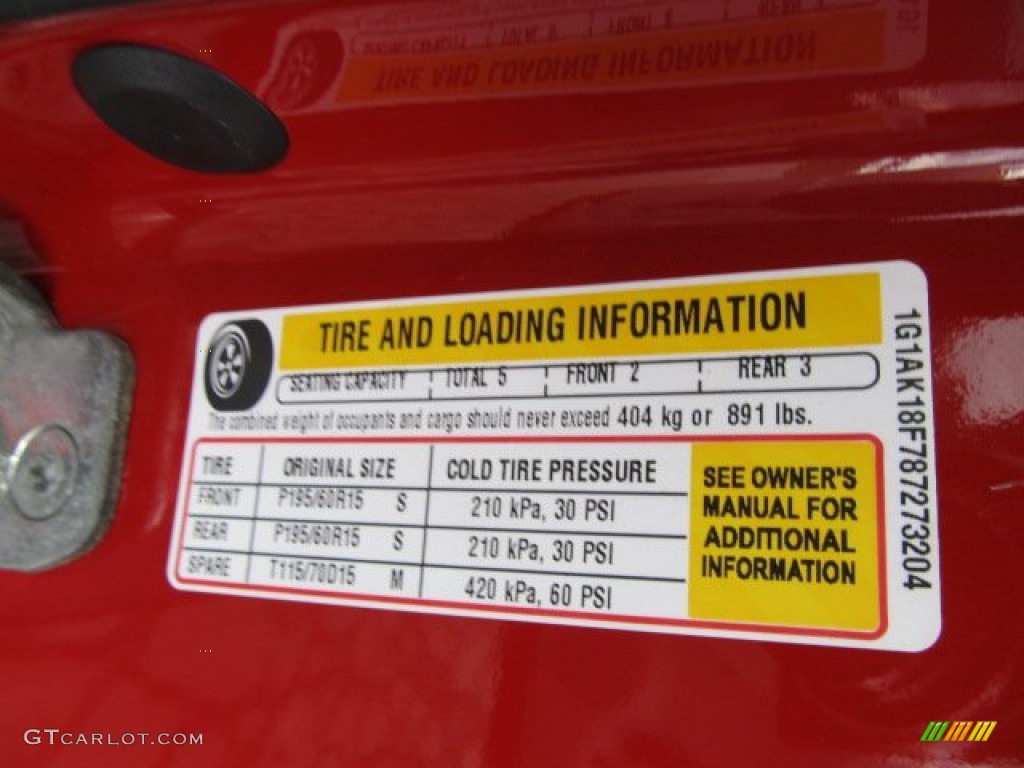 TIRE AND LOADING INFORMATION
SEATING CAPACITY TOTAL 5 FRONT 2 REAR 3
The combined weight of occupants and cargo should never exceed 404 kg or 891 lbs.
TIRE ORIGINAL SIZE COLD TIRE PRESSURE
FRONT P195/60R15 S 210 kPa, 30 PSI
REAR P195/60R15 S 210 kPa, 30 PSI
SPARE T115/70D15 M 420 kPa, 60 PSI
SEE OWNER'S
MANUAL FOR
ADDITIONAL
INFORMATION
1G1AK18F787273204
GTCARLOT.COM